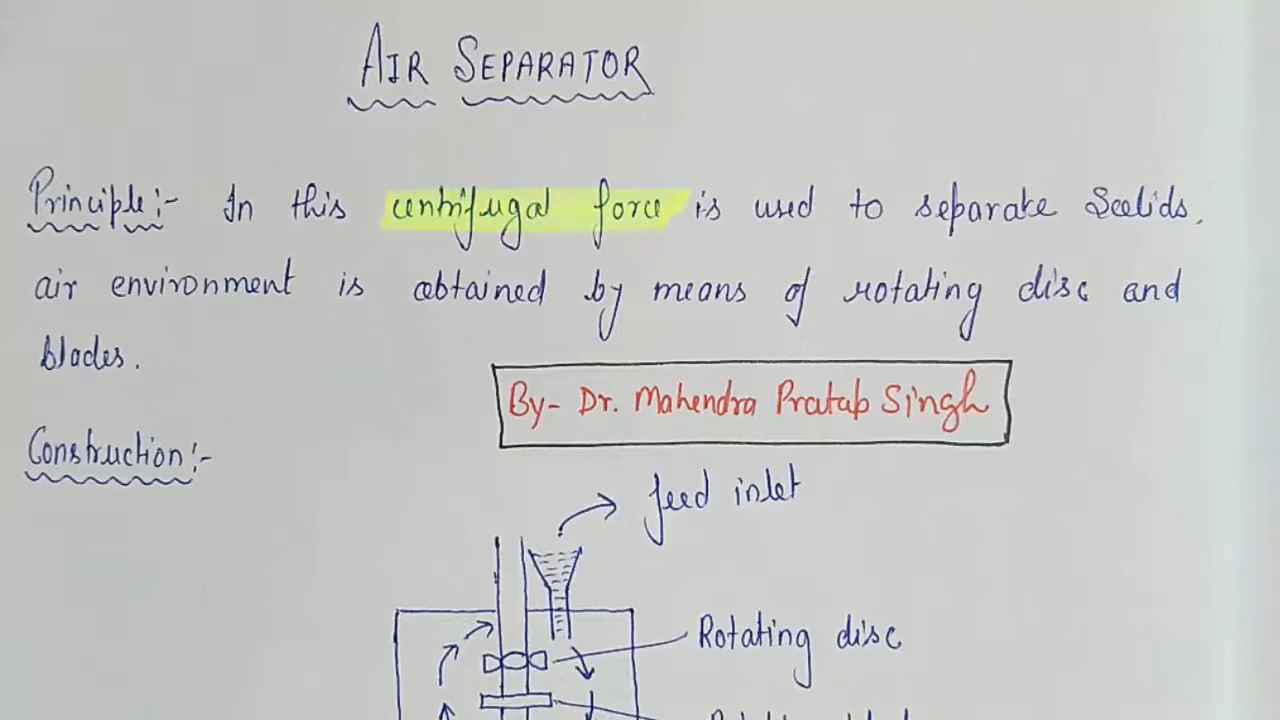 AIR SEPARATOR
Principle:- In this centrifugal force is used to separate Solids.
air environment is obtained by means of rotating disc and
blades.
By- Dr. Mahendra Pratap Singh
Construction:-
feed inlet
Rotating disc